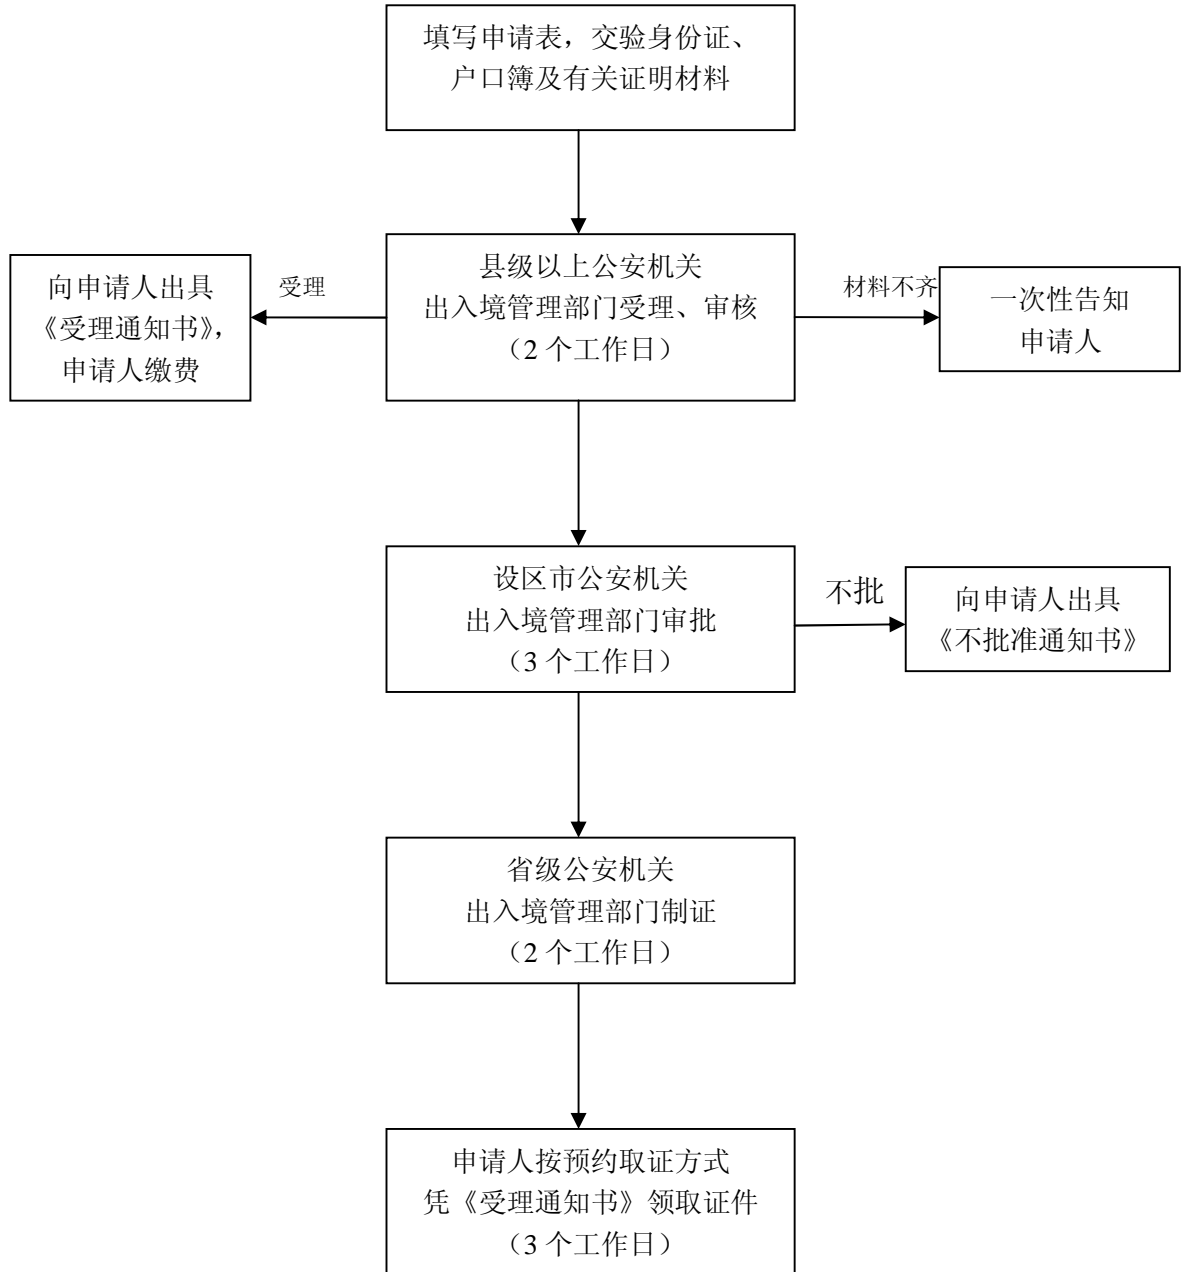 填写申请表，交验身份证、
户口簿及有关证明材料
县级以上公安机关
出入境管理部门受理、审核
（2 个工作日）
受理
向申请人出具
《受理通知书》，
申请人缴费
材料不齐
一次性告知
申请人
设区市公安机关
出入境管理部门审批
（3 个工作日）
不批
向申请人出具
《不批准通知书》
省级公安机关
出入境管理部门制证
（2 个工作日）
申请人按预约取证方式
凭《受理通知书》领取证件
（3 个工作日）